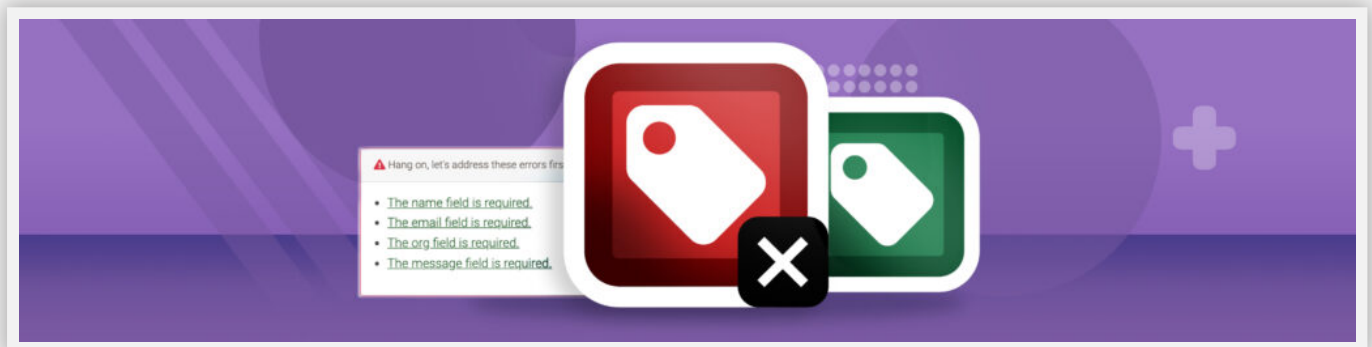 Hang on, let's address these errors firs
The name field is required.
The email field is required.
The org field is required.
The message field is required.